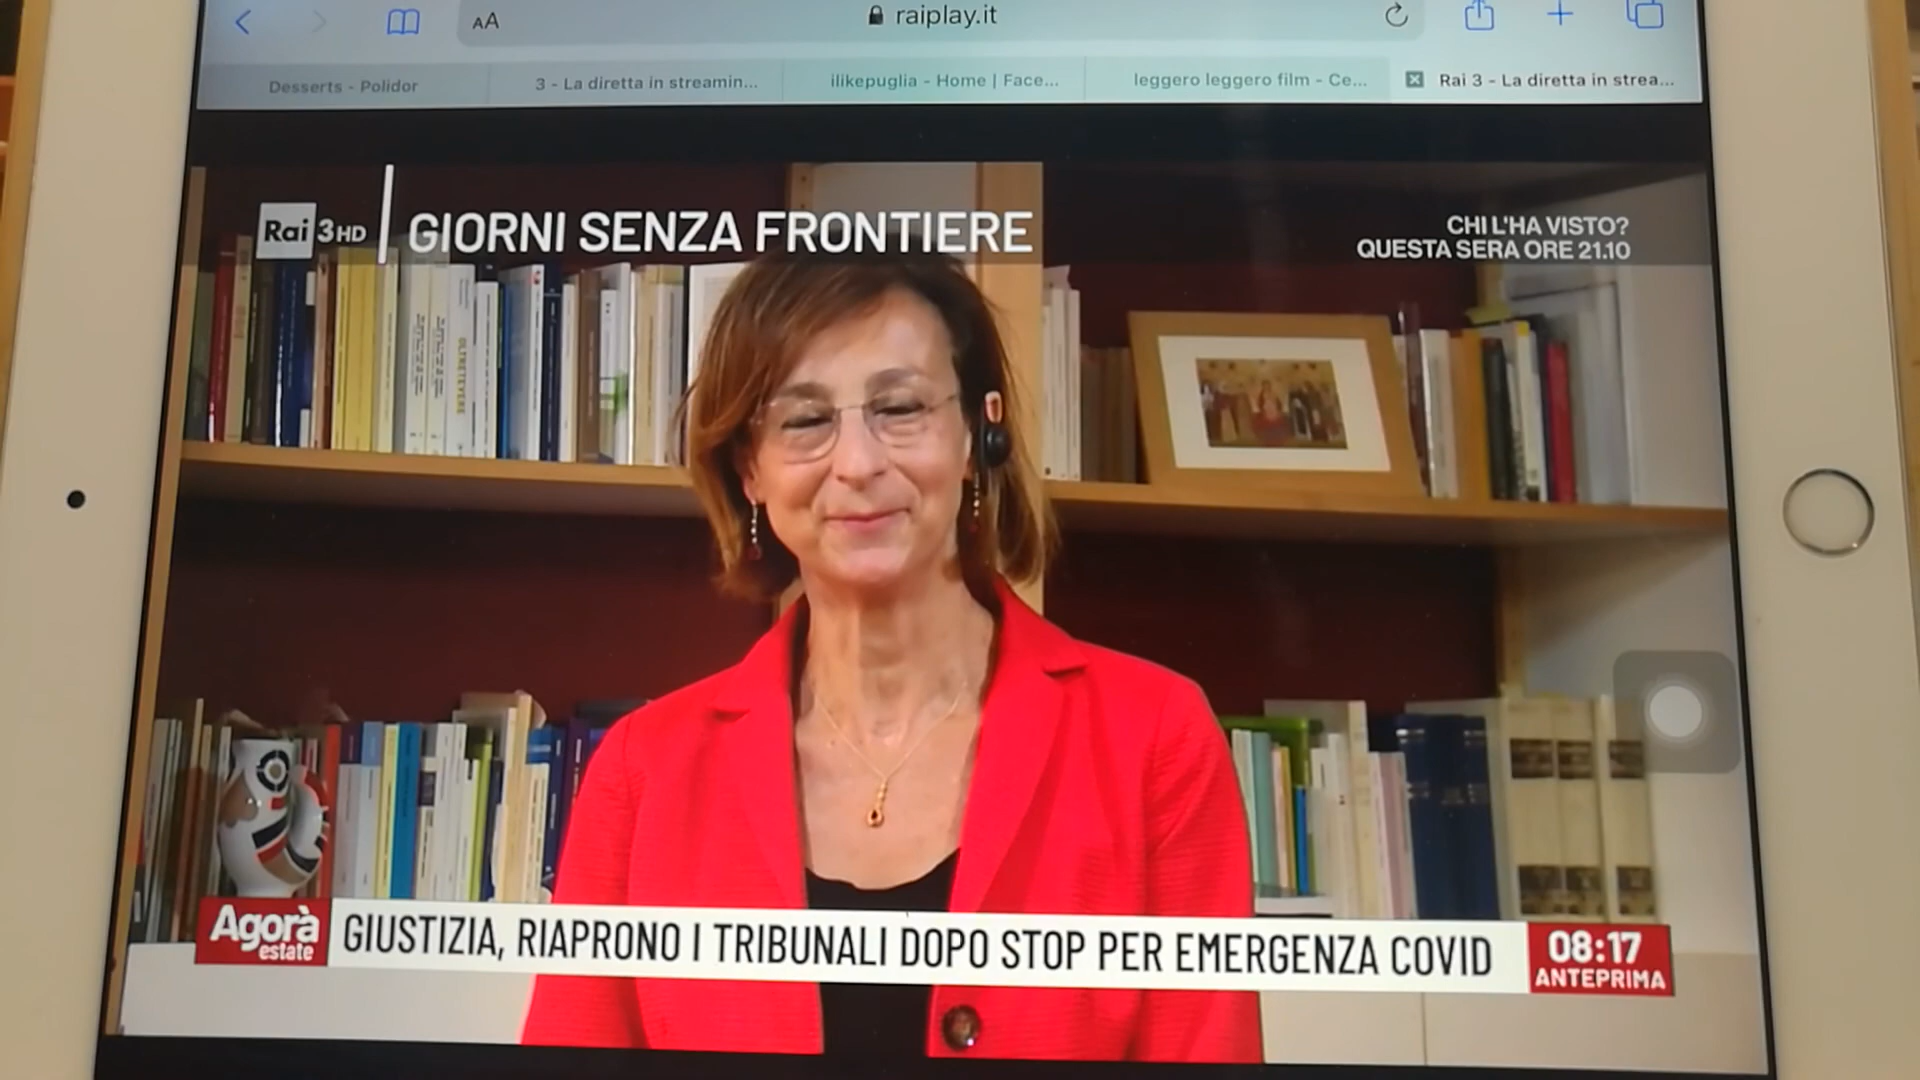 AA
raiplay.it
Desserts - Polidor
3 - La diretta in streamin...
ilikepuglia - Home | Face...
leggero leggero film - Ce...
Rai 3 - La diretta in strea...
Rai 3HD
GIORNI SENZA FRONTIERE
CHI L'HA VISTO?
QUESTA SERA ORE 21.10
OLTRETEVERE
Agorà
estate
GIUSTIZIA, RIAPRONO I TRIBUNALI DOPO STOP PER EMERGENZA COVID
08:17
ANTEPRIMA